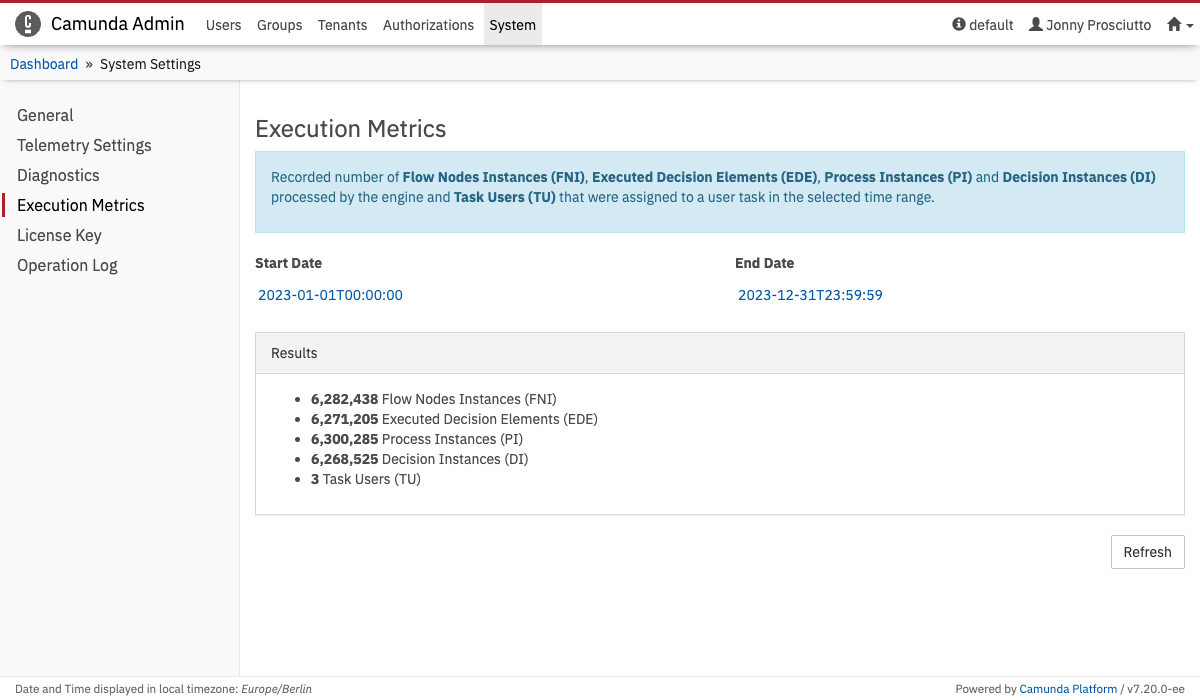 Camunda Admin Users Groups Tenants Authorizations System default Jonny Prosciutto
Dashboard » System Settings
General
Telemetry Settings
Diagnostics
Execution Metrics
License Key
Operation Log
Execution Metrics
Recorded number of Flow Nodes Instances (FNI), Executed Decision Elements (EDE), Process Instances (PI) and Decision Instances (DI)
processed by the engine and Task Users (TU) that were assigned to a user task in the selected time range.
Start Date End Date
2023-01-01T00:00:00 2023-12-31T23:59:59
Results
• 6,282,438 Flow Nodes Instances (FNI)
• 6,271,205 Executed Decision Elements (EDE)
• 6,300,285 Process Instances (PI)
• 6,268,525 Decision Instances (DI)
• 3 Task Users (TU)
Refresh
Date and Time displayed in local timezone: Europe/Berlin Powered by Camunda Platform / v7.20.0-ee